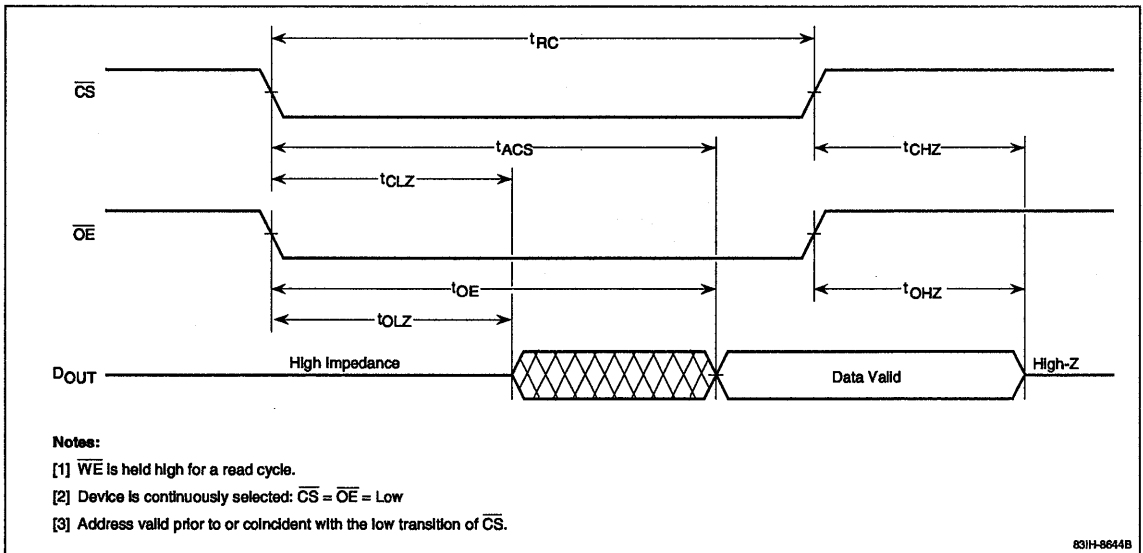 tRC
CS
tACS
tCHZ
tCLZ
OE
tOE
tOHZ
tOLZ
High Impedance
High-Z
DOUT
Data Valid
Notes:
[1] WE is held high for a read cycle.
[2] Device is continuously selected: CS = OE = Low
[3] Address valid prior to or coincident with the low transition of CS.
83IH-8644B